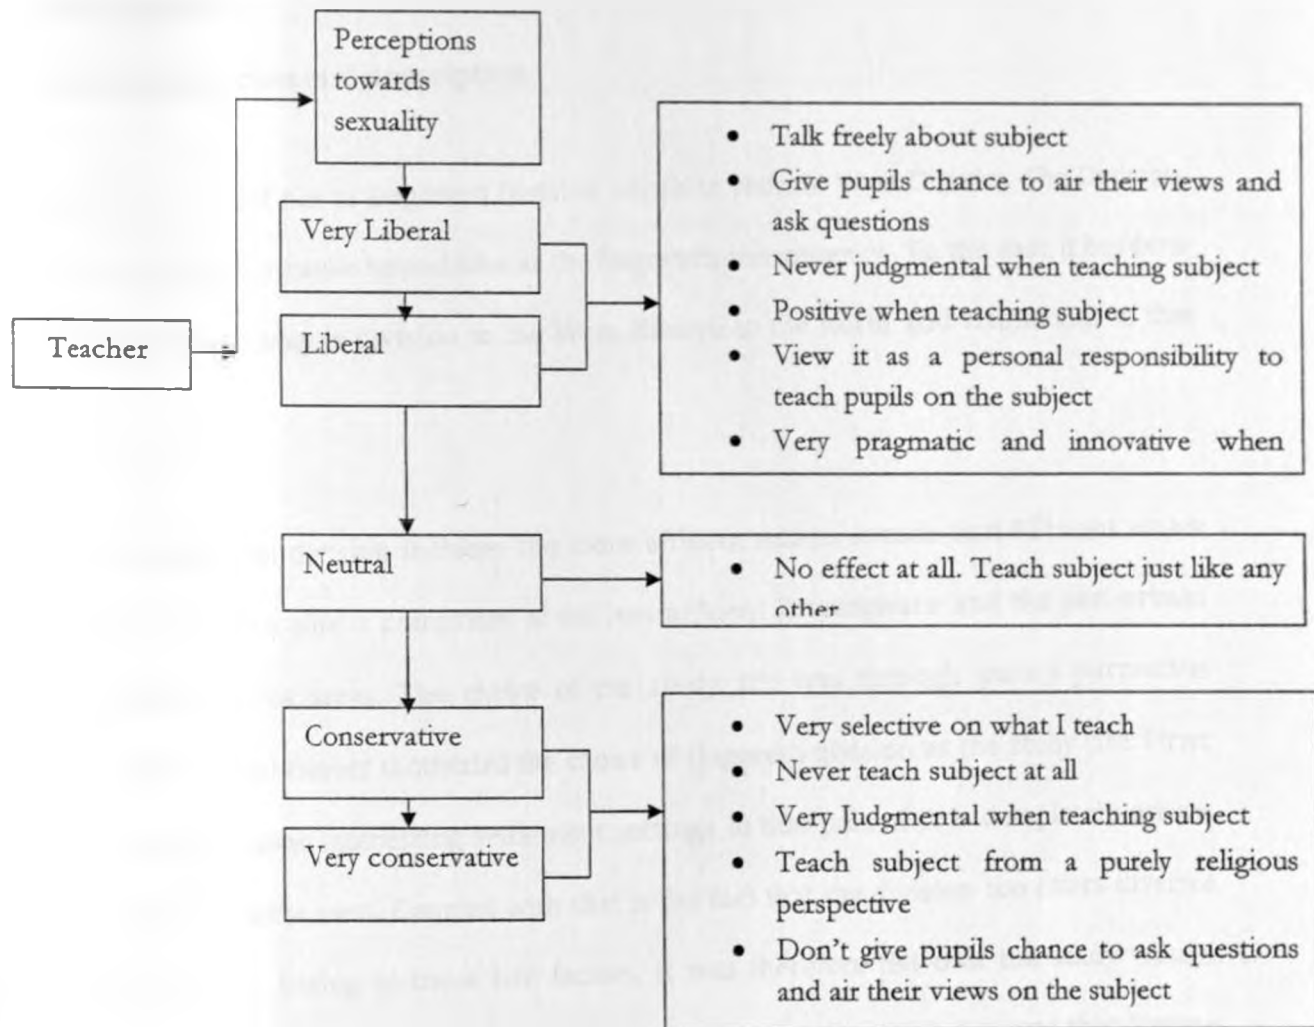 Perceptions
towards
sexuality
Teacher
Very Liberal
Liberal
• Talk freely about subject
• Give pupils chance to air their views and
ask questions
• Never judgmental when teaching subject
• Positive when teaching subject
• View it as a personal responsibility to
teach pupils on the subject
• Very pragmatic and innovative when
Neutral
• No effect at all. Teach subject just like any
other
Conservative
Very conservative
• Very selective on what I teach
• Never teach subject at all
• Very Judgmental when teaching subject
• Teach subject from a purely religious
perspective
• Don't give pupils chance to ask questions
and air their views on the subject